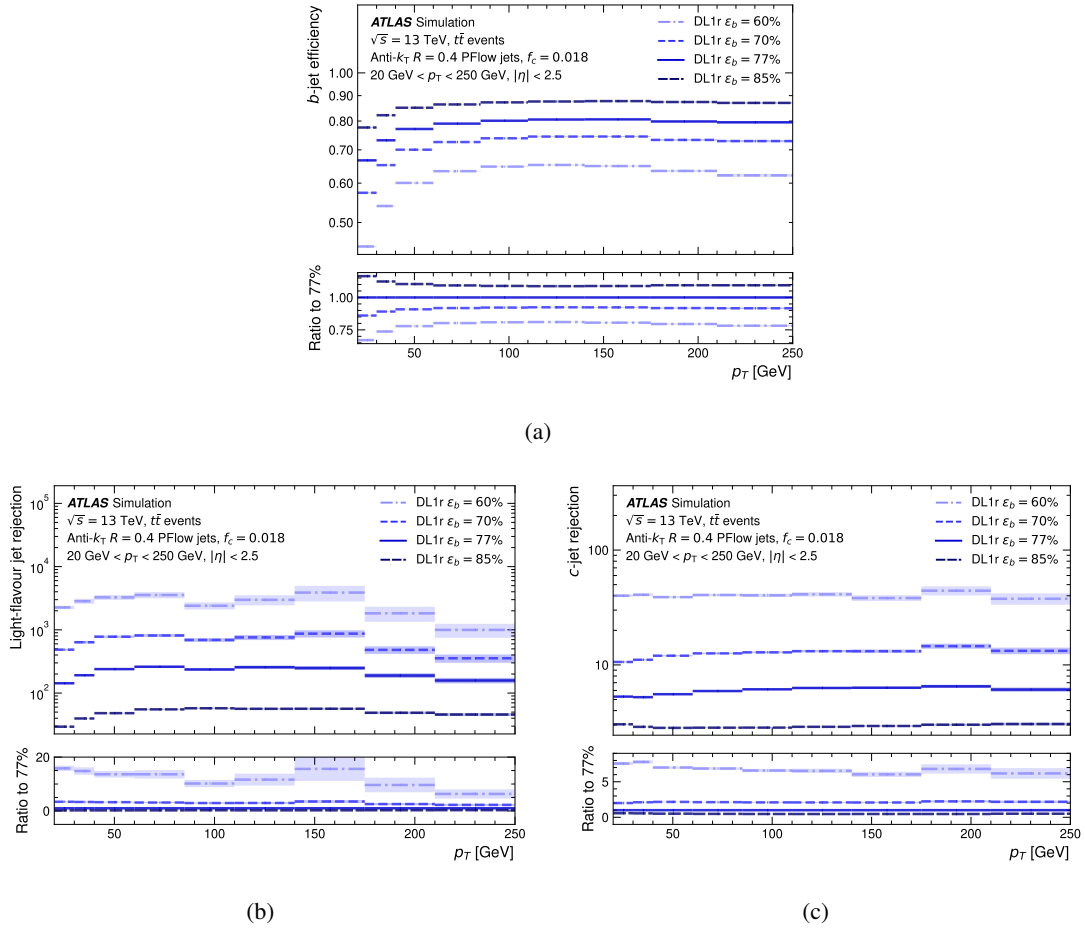 ATLAS Simulation
√s = 13 TeV, tt̄ events
Anti-kT R = 0.4 PFlow jets, fc = 0.018
20 GeV < pT < 250 GeV, |η| < 2.5
DL1r εb = 60%
DL1r εb = 70%
DL1r εb = 77%
DL1r εb = 85%
b-jet efficiency
1.00
0.90
0.80
0.70
0.60
0.50
Ratio to 77%
1.00
0.75
50 100 150 200 250
pT [GeV]
(a)
ATLAS Simulation
√s = 13 TeV, tt̄ events
Anti-kT R = 0.4 PFlow jets, fc = 0.018
20 GeV < pT < 250 GeV, |η| < 2.5
DL1r εb = 60%
DL1r εb = 70%
DL1r εb = 77%
DL1r εb = 85%
Light-flavour jet rejection
10⁵
10⁴
10³
10²
Ratio to 77%
20
10
0
50 100 150 200 250
pT [GeV]
(b)
ATLAS Simulation
√s = 13 TeV, tt̄ events
Anti-kT R = 0.4 PFlow jets, fc = 0.018
20 GeV < pT < 250 GeV, |η| < 2.5
DL1r εb = 60%
DL1r εb = 70%
DL1r εb = 77%
DL1r εb = 85%
c-jet rejection
100
10
Ratio to 77%
5
0
50 100 150 200 250
pT [GeV]
(c)